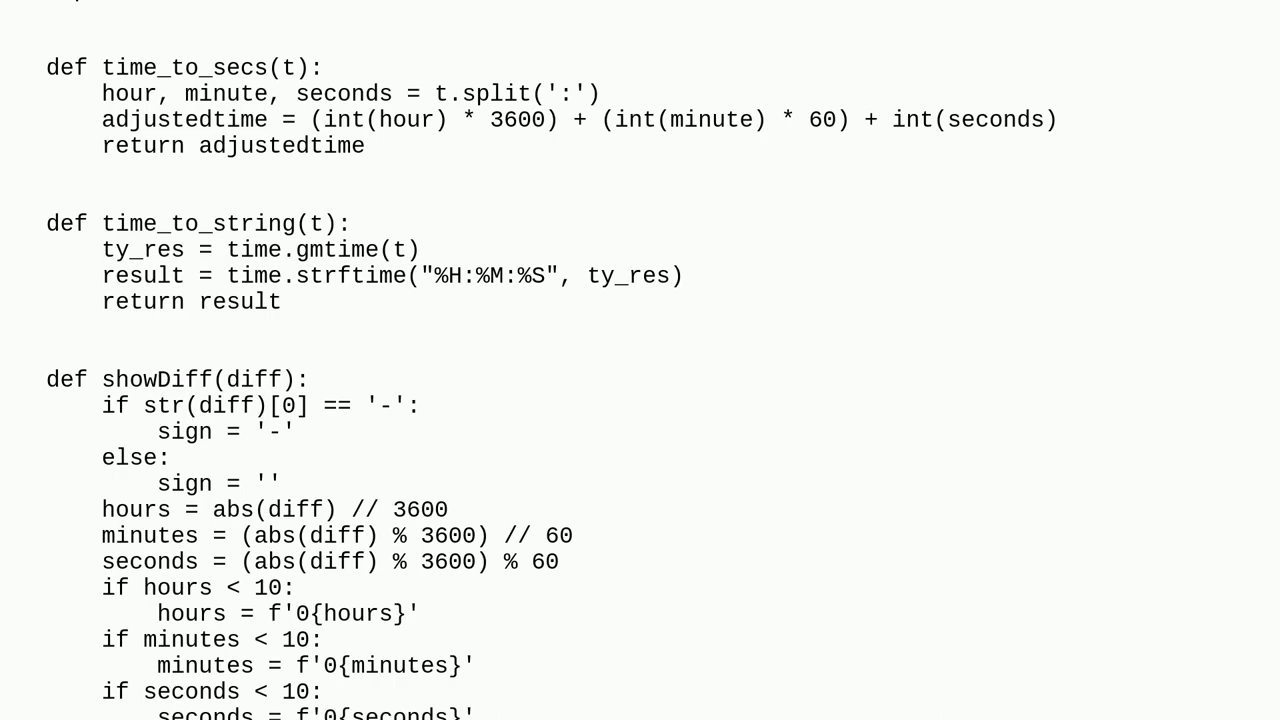 def time_to_secs(t):
    hour, minute, seconds = t.split(':')
    adjustedtime = (int(hour) * 3600) + (int(minute) * 60) + int(seconds)
    return adjustedtime
def time_to_string(t):
    ty_res = time.gmtime(t)
    result = time.strftime("%H:%M:%S", ty_res)
    return result
def showDiff(diff):
    if str(diff)[0] == '-':
        sign = '-'
    else:
        sign = ''
    hours = abs(diff) // 3600
    minutes = (abs(diff) % 3600) // 60
    seconds = (abs(diff) % 3600) % 60
    if hours < 10:
        hours = f'0{hours}'
    if minutes < 10:
        minutes = f'0{minutes}'
    if seconds < 10:
        seconds = f'0{seconds}'